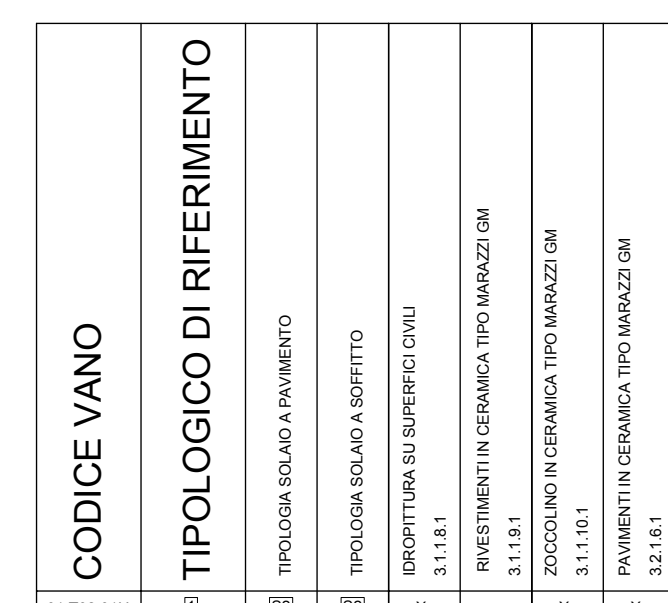 CODICE VANO
TIPOLOGICO DI RIFERIMENTO
TIPOLOGIA SOLAIO A PAVIMENTO
TIPOLOGIA SOLAIO A SOFFITTO
IDROPITTURA SU SUPERFICI CIVILI
3.1.1.8.1
RIVESTIMENTI IN CERAMICA TIPO MARAZZI GM
3.1.1.9.1
ZOCCOLINO IN CERAMICA TIPO MARAZZI GM
3.1.1.10.1
PAVIMENTI IN CERAMICA TIPO MARAZZI GM
3.2.1.6.1